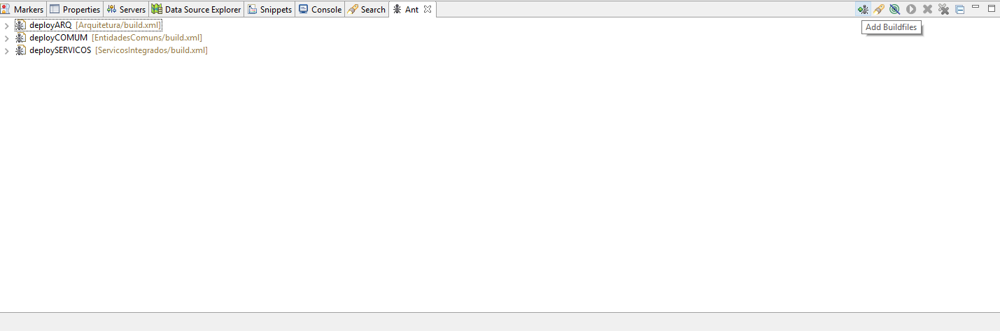 Markers Properties Servers Data Source Explorer Snippets Console Search Ant
Add Buildfiles
deployARQ [Arquitetura/build.xml]
deployCOMUM [EntidadesComuns/build.xml]
deploySERVICOS [ServicosIntegrados/build.xml]